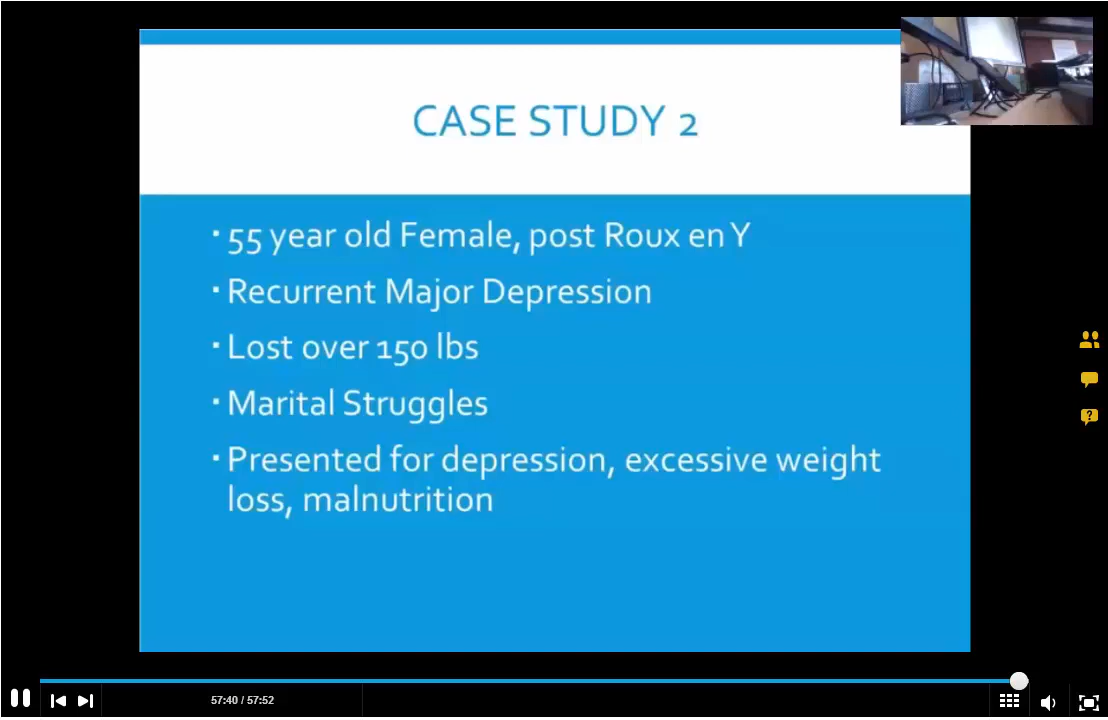 CASE STUDY 2
55 year old Female, post Roux en Y
Recurrent Major Depression
Lost over 150 lbs
Marital Struggles
Presented for depression, excessive weight
loss, malnutrition
57:40 / 57:52